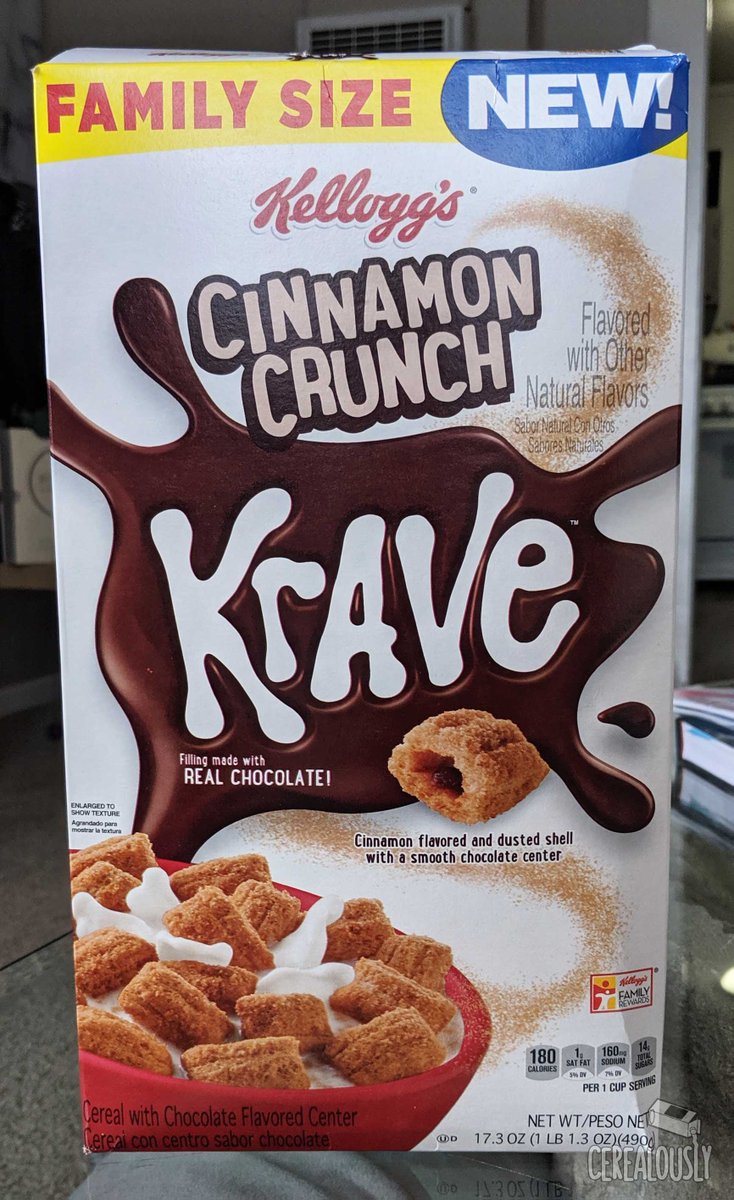 FAMILY SIZE
NEW!
Kellogg's®
CINNAMON
CRUNCH
Flavored
with Other
Natural Flavors
Sabor Natural Con Otros
Sabores Naturales
Krave™
Filling made with
REAL CHOCOLATE!
ENLARGED TO
SHOW TEXTURE
Agrandado para
mostrar la textura
Cinnamon flavored and dusted shell
with a smooth chocolate center
Kellogg's
FAMILY
REWARDS
180
CALORIES
1g
SAT FAT
5% DV
160mg
SODIUM
7% DV
14g
TOTAL
SUGARS
PER 1 CUP SERVING
Cereal with Chocolate Flavored Center
Cereal con centro sabor chocolate
NET WT/PESO NE
UD 17.3 OZ (1 LB 1.3 OZ)(490g
CEREALOUSLY